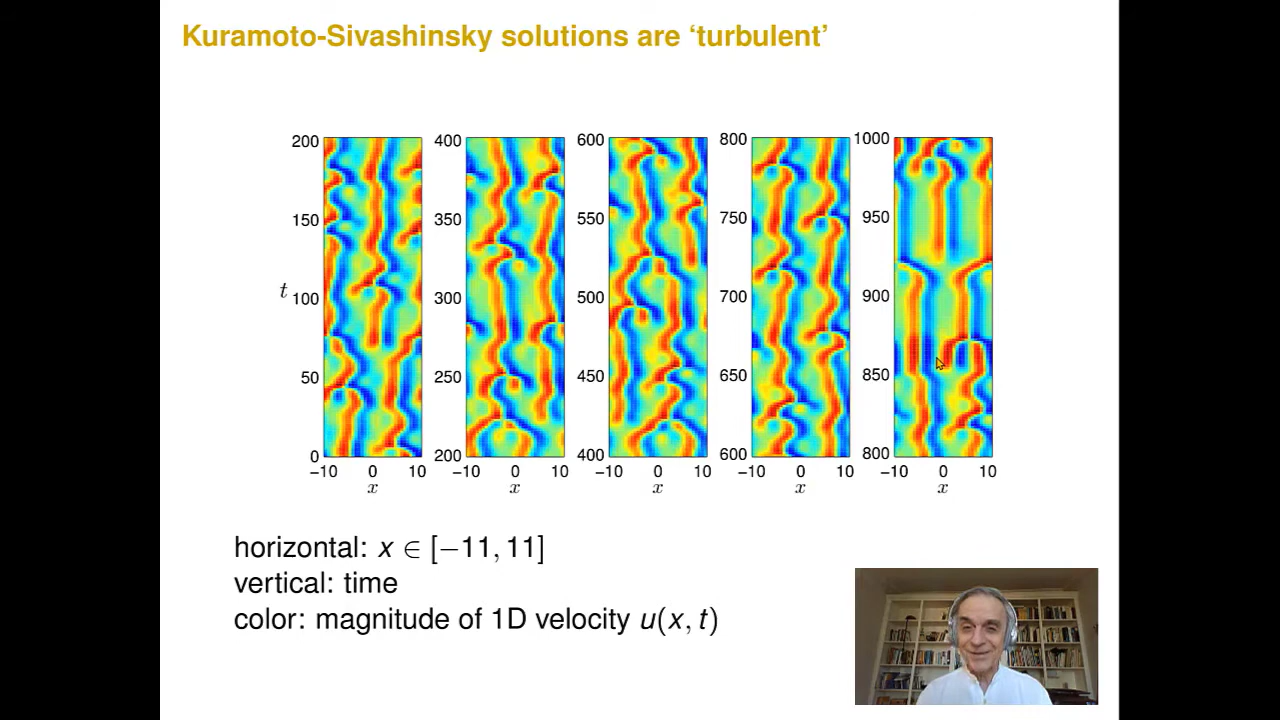 Kuramoto-Sivashinsky solutions are ‘turbulent’
200 400 600 800 1000
150 350 550 750 950
t 100 300 500 700 900
50 250 450 650 850
0 200 400 600 800
−10 0 10 −10 0 10 −10 0 10 −10 0 10 −10 0 10
x x x x x
horizontal: x ∈ [−11, 11]
vertical: time
color: magnitude of 1D velocity u(x, t)